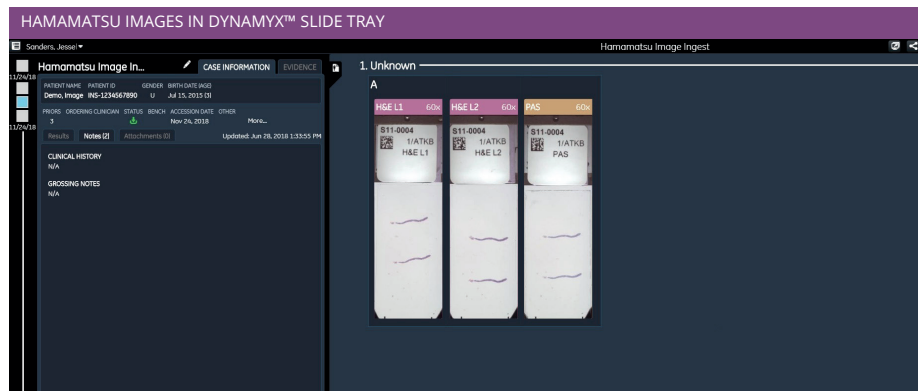 HAMAMATSU IMAGES IN DYNAMYX™ SLIDE TRAY
Sanders, Jessel
Hamamatsu Image Ingest
11/24/18
11/24/18
Hamamatsu Image In...
CASE INFORMATION
EVIDENCE
PATIENT NAME PATIENT ID GENDER BIRTH DATE (AGE)
Demo, Image INS-1234567890 U Jul 15, 2015 (3)
PRIORS ORDERING CLINICIAN STATUS BENCH ACCESSION DATE OTHER
3 Nov 24, 2018 More...
Results Notes (2) Attachments (0) Updated: Jun 28, 2018 1:33:55 PM
CLINICAL HISTORY
N/A
GROSSING NOTES
N/A
1. Unknown
A
H&E L1 60x
S11-0004
1/ATKB
H&E L1
H&E L2 60x
S11-0004
1/ATKB
H&E L2
PAS 60x
S11-0004
1/ATKB
PAS